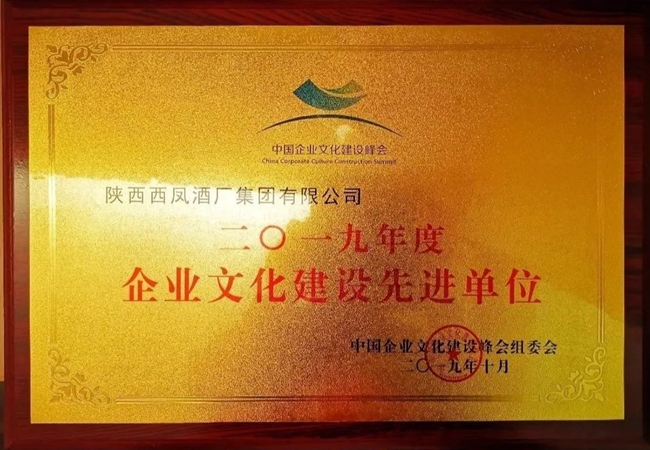 中国企业文化建设峰会
China Corporate Culture Construction Summit
陕西西凤酒厂集团有限公司
二〇一九年度
企业文化建设先进单位
中国企业文化建设峰会组委会
二〇一九年十月